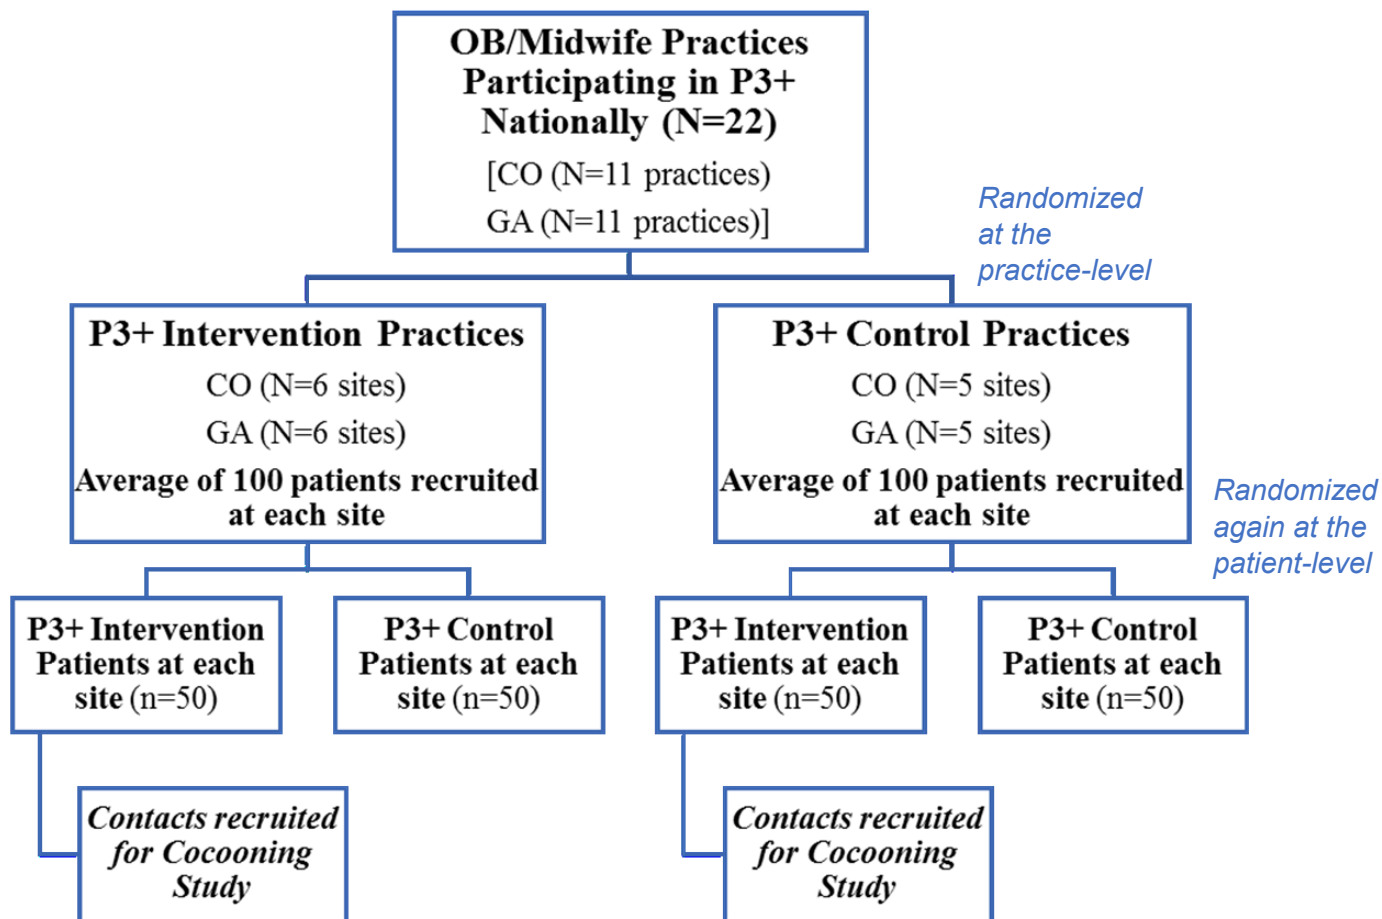 OB/Midwife Practices
Participating in P3+
Nationally (N=22)
[CO (N=11 practices)
GA (N=11 practices)]
Randomized
at the
practice-level
P3+ Intervention Practices
CO (N=6 sites)
GA (N=6 sites)
Average of 100 patients recruited
at each site
P3+ Control Practices
CO (N=5 sites)
GA (N=5 sites)
Average of 100 patients recruited
at each site
Randomized
again at the
patient-level
P3+ Intervention
Patients at each
site (n=50)
P3+ Control
Patients at each
site (n=50)
P3+ Intervention
Patients at each
site (n=50)
P3+ Control
Patients at each
site (n=50)
Contacts recruited
for Cocooning
Study
Contacts recruited
for Cocooning
Study